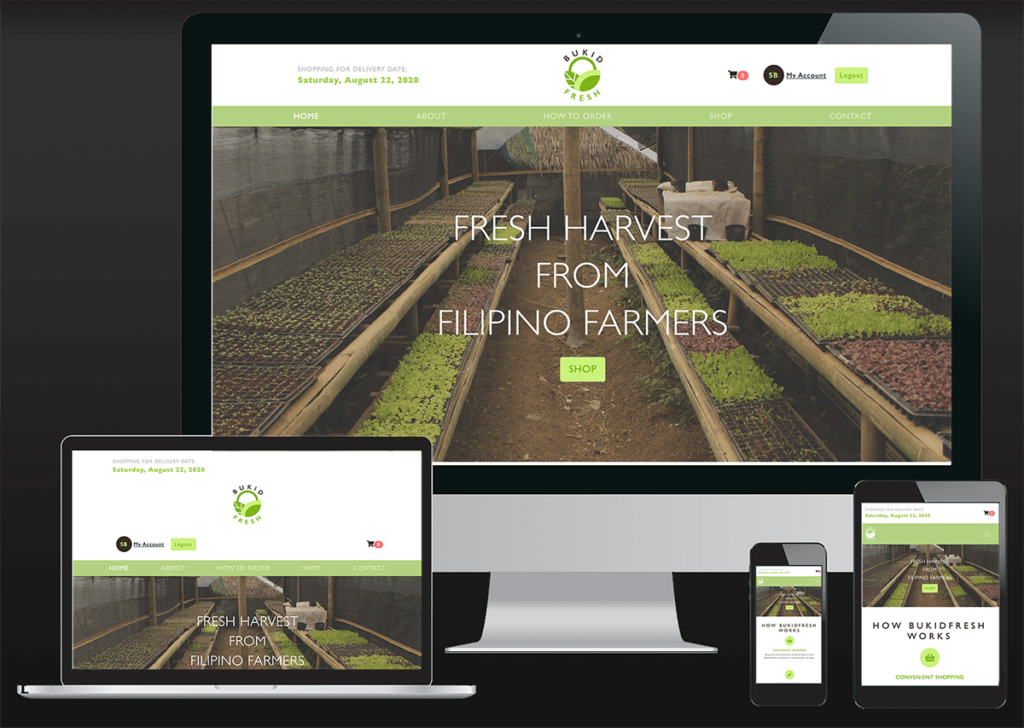 SHOPPING FOR DELIVERY DATE:
Saturday, August 22, 2020
BUKID
FRESH
0
SB
My Account
Logout
HOME
ABOUT
HOW TO ORDER
SHOP
CONTACT
FRESH HARVEST
FROM
FILIPINO FARMERS
SHOP
SHOPPING FOR DELIVERY DATE:
Saturday, August 22, 2020
BUKID
FRESH
SB
My Account
Logout
0
HOME
ABOUT
HOW TO ORDER
SHOP
CONTACT
FRESH HARVEST
FROM
FILIPINO FARMERS
HOW BUKIDFRESH
WORKS
CONVENIENT SHOPPING
SHOPPING FOR DELIVERY DATE:
Saturday, August 22, 2020
FRESH HARVEST
FROM
FILIPINO FARMERS
SHOP
HOW BUKIDFRESH
WORKS
CONVENIENT SHOPPING